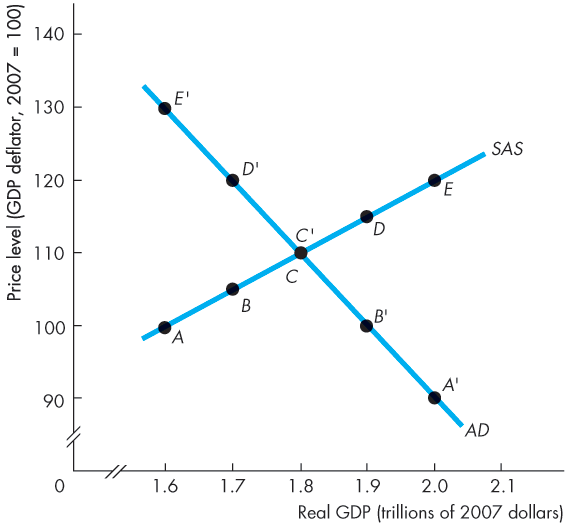 Price level (GDP deflator, 2007 = 100)
140
130
120
110
100
90
0
E'
D'
SAS
E
D
C'
C
B
A
B'
A'
AD
1.6 1.7 1.8 1.9 2.0 2.1
Real GDP (trillions of 2007 dollars)